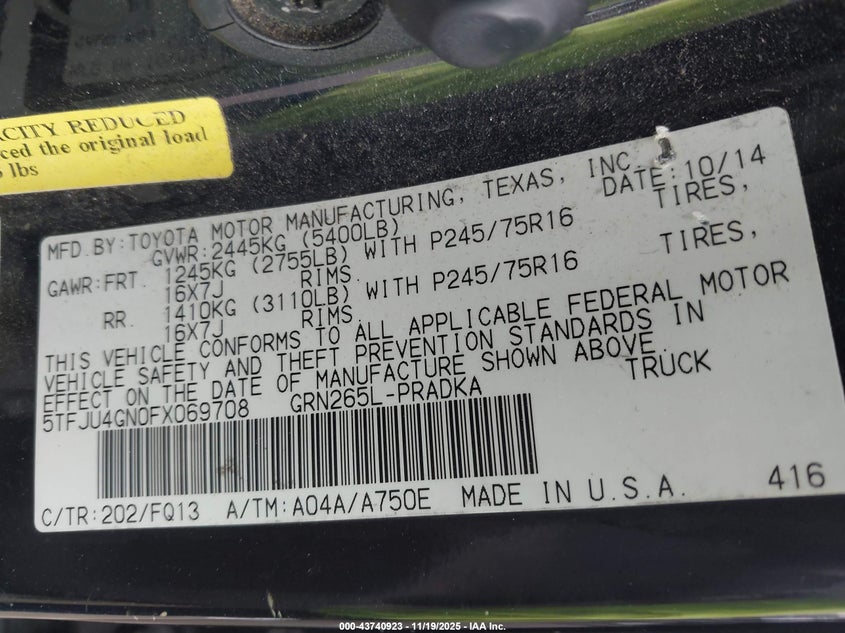 ACITY REDUCED
ced the original load
lbs
MFD.BY:TOYOTA MOTOR MANUFACTURING, TEXAS, INC. DATE:10/14
GVWR:2445KG (5400LB)
GAWR:FRT. 1245KG (2755LB) WITH P245/75R16 TIRES,
16X7J RIMS
RR. 1410KG (3110LB) WITH P245/75R16 TIRES,
16X7J RIMS
THIS VEHICLE CONFORMS TO ALL APPLICABLE FEDERAL MOTOR
VEHICLE SAFETY AND THEFT PREVENTION STANDARDS IN
EFFECT ON THE DATE OF MANUFACTURE SHOWN ABOVE.
5TFJU4GN0FX069708 GRN265L-PRADKA TRUCK
C/TR:202/FQ13 A/TM:A04A/A750E MADE IN U.S.A. 416
000-43740923 - 11/19/2025 - IAA Inc.